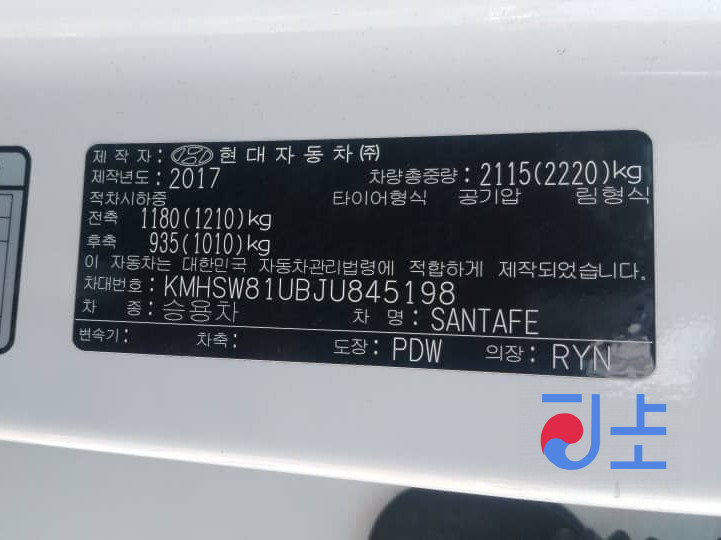 제 작 자 : 현 대 자 동 차 ㈜
제작년도 : 2017 차량총중량 : 2115(2220)kg
적차시하중 타이어형식 공기압 림형식
전축 1180(1210)kg
후축 935(1010)kg
이 자동차는 대한민국 자동차관리법령에 적합하게 제작되었습니다.
차대번호 : KMHSW81UBJU845198
차 종 : 승용차 차 명 : SANTAFE
변속기 : 차축 : 도장 : PDW 의장 : RYN